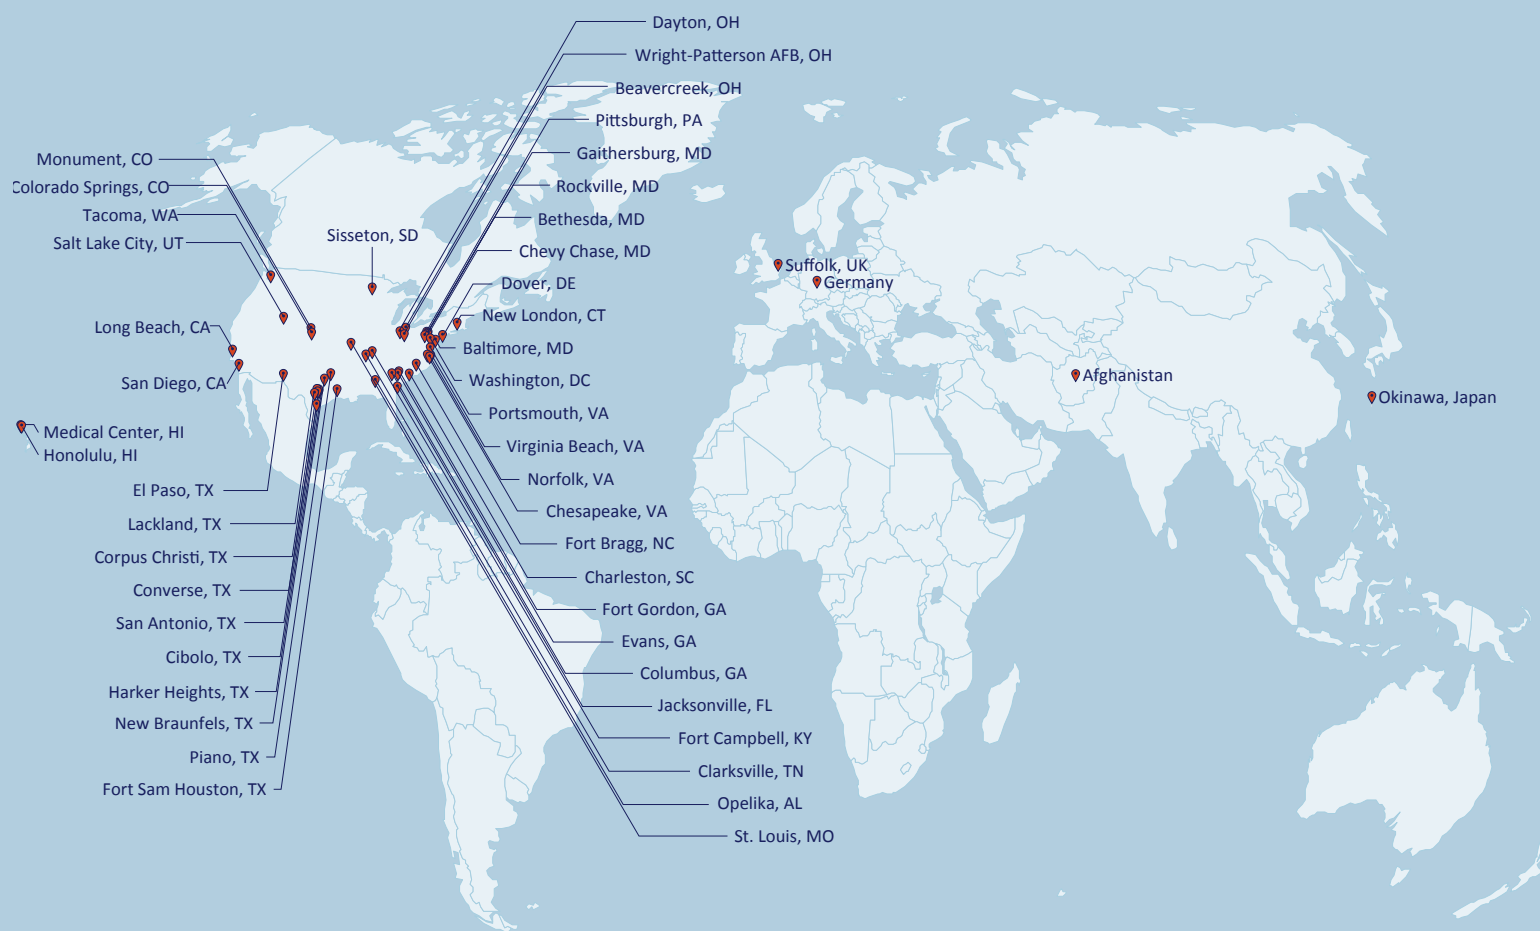 Dayton, OH
Wright-Patterson AFB, OH
Beavercreek, OH
Pittsburgh, PA
Gaithersburg, MD
Monument, CO
Rockville, MD
Colorado Springs, CO
Tacoma, WA
Bethesda, MD
Salt Lake City, UT
Sisseton, SD
Chevy Chase, MD
Suffolk, UK
Dover, DE
Germany
New London, CT
Long Beach, CA
Baltimore, MD
Afghanistan
Washington, DC
San Diego, CA
Okinawa, Japan
Portsmouth, VA
Medical Center, HI
Virginia Beach, VA
Honolulu, HI
Norfolk, VA
El Paso, TX
Chesapeake, VA
Lackland, TX
Fort Bragg, NC
Corpus Christi, TX
Charleston, SC
Converse, TX
Fort Gordon, GA
San Antonio, TX
Evans, GA
Cibolo, TX
Columbus, GA
Harker Heights, TX
Jacksonville, FL
New Braunfels, TX
Fort Campbell, KY
Piano, TX
Clarksville, TN
Fort Sam Houston, TX
Opelika, AL
St. Louis, MO